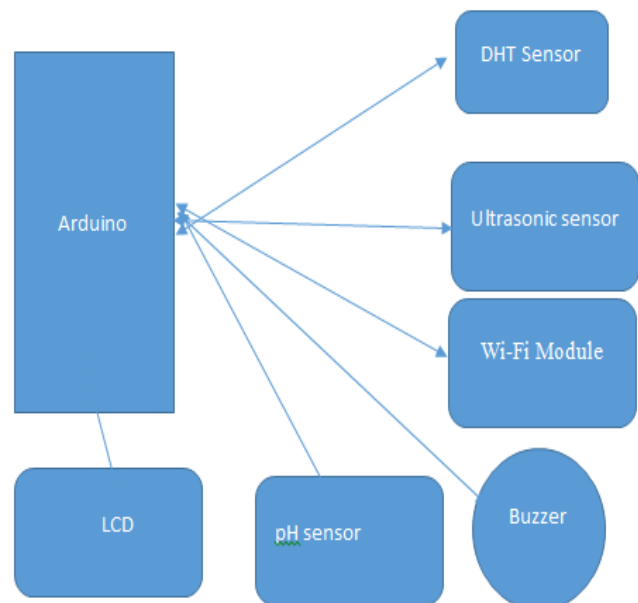 DHT Sensor
Arduino
Ultrasonic sensor
Wi-Fi Module
LCD
pH sensor
Buzzer